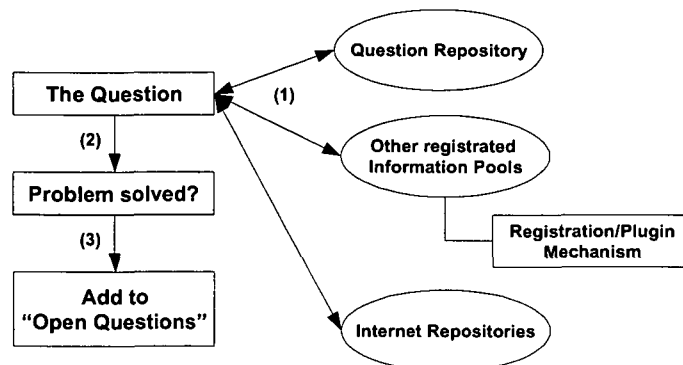 Question Repository
The Question
(1)
(2)
Other registrated
Information Pools
Problem solved?
Registration/Plugin
Mechanism
(3)
Add to
"Open Questions"
Internet Repositories